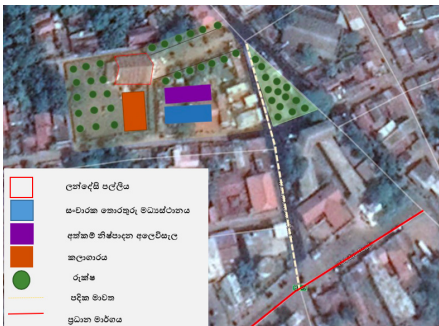 ලන්දේසි පල්ලිය
සංචාරක තොරතුරු මධ්‍යස්ථානය
අත්කම් නිෂ්පාදන අලෙවිසැල
කලාගාරය
රූක්ෂ
පදික මාවත
ප්‍රධාන මාර්ගය